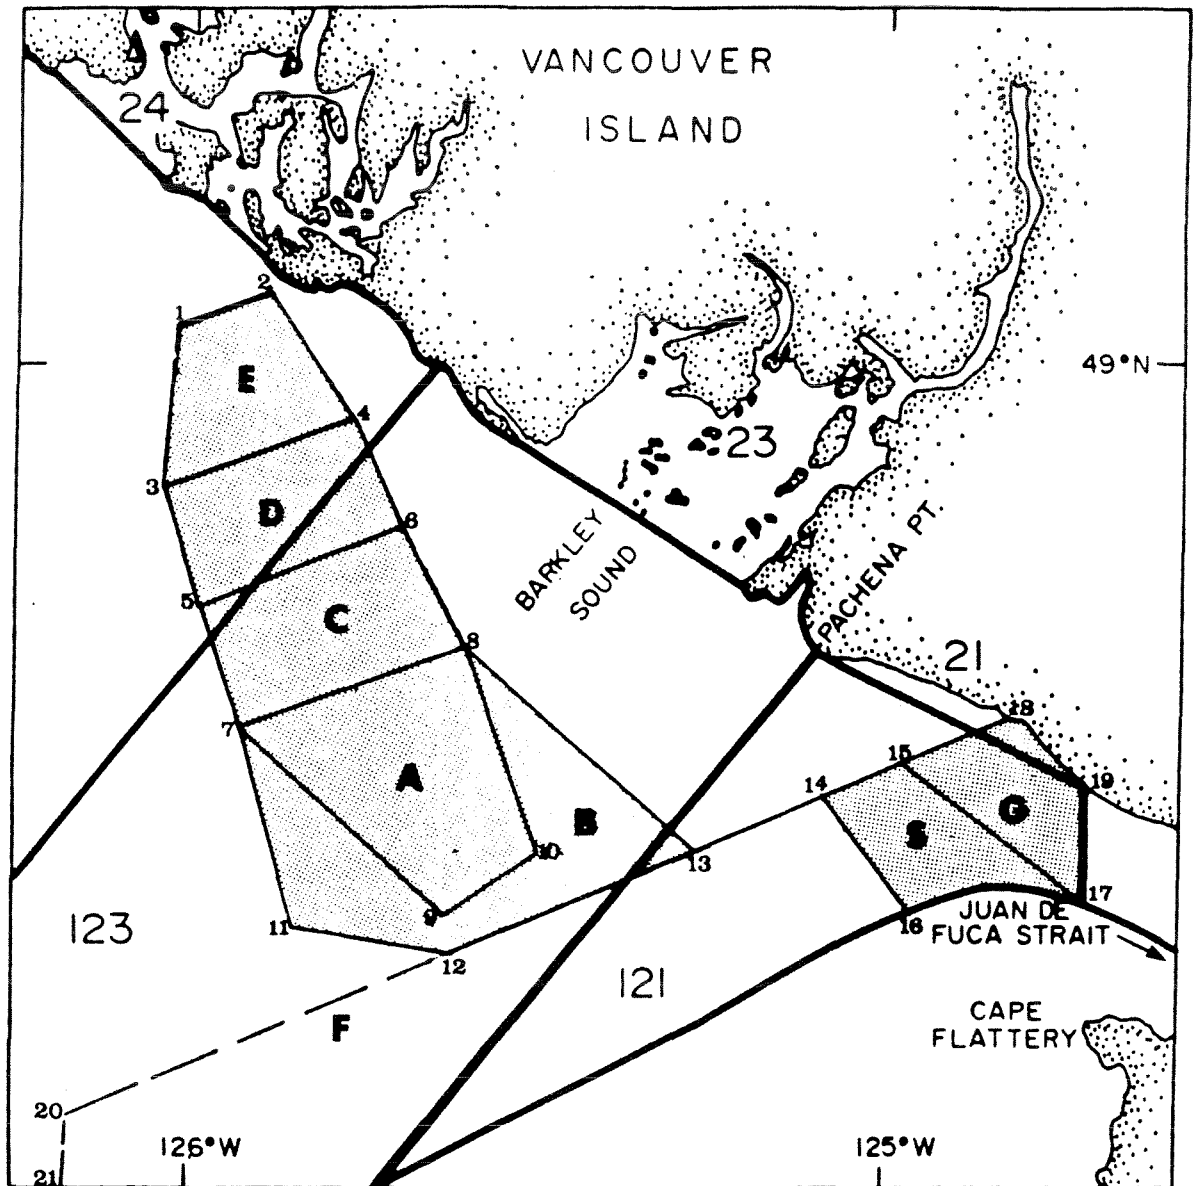 VANCOUVER
ISLAND
24
2
1
E
49°N
4
3
23
D
6
BARKLEY
SOUND
PACHENA PT.
5
C
8
21
18
7
15
19
14
A
G
B
S
10
13
9
17
16
11
JUAN DE
FUCA STRAIT
123
12
121
CAPE
FLATTERY
F
20
126°W
125°W
21